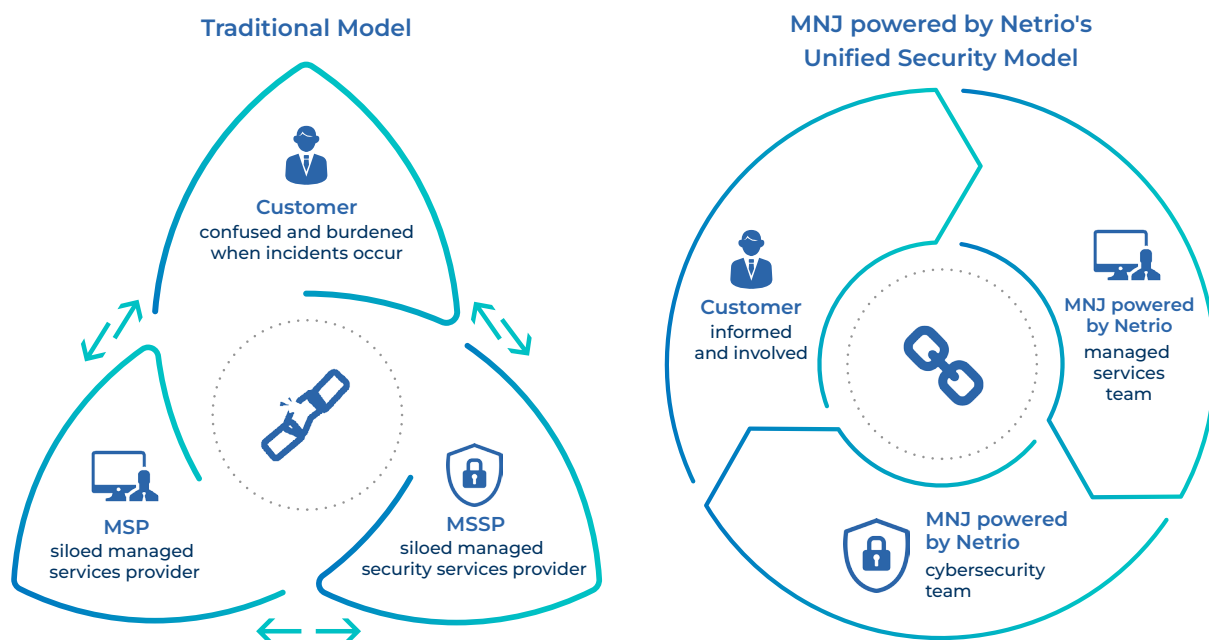 Traditional Model
Customer
confused and burdened
when incidents occur
MSP
siloed managed
services provider
MSSP
siloed managed
security services provider
MNJ powered by Netrio's
Unified Security Model
Customer
informed
and involved
MNJ powered
by Netrio
managed
services
team
MNJ powered
by Netrio
cybersecurity
team